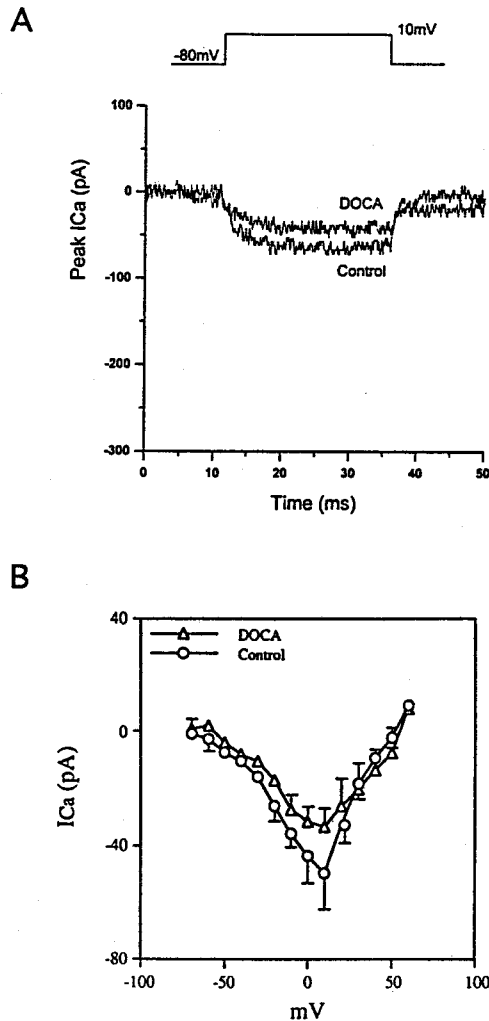 A
-80mV
10mV
100
0
-100
-200
-300
Peak ICa (pA)
DOCA
Control
0 10 20 30 40 50
Time (ms)
B
40
0
-40
-80
ICa (pA)
DOCA
Control
-100 -50 0 50 100
mV